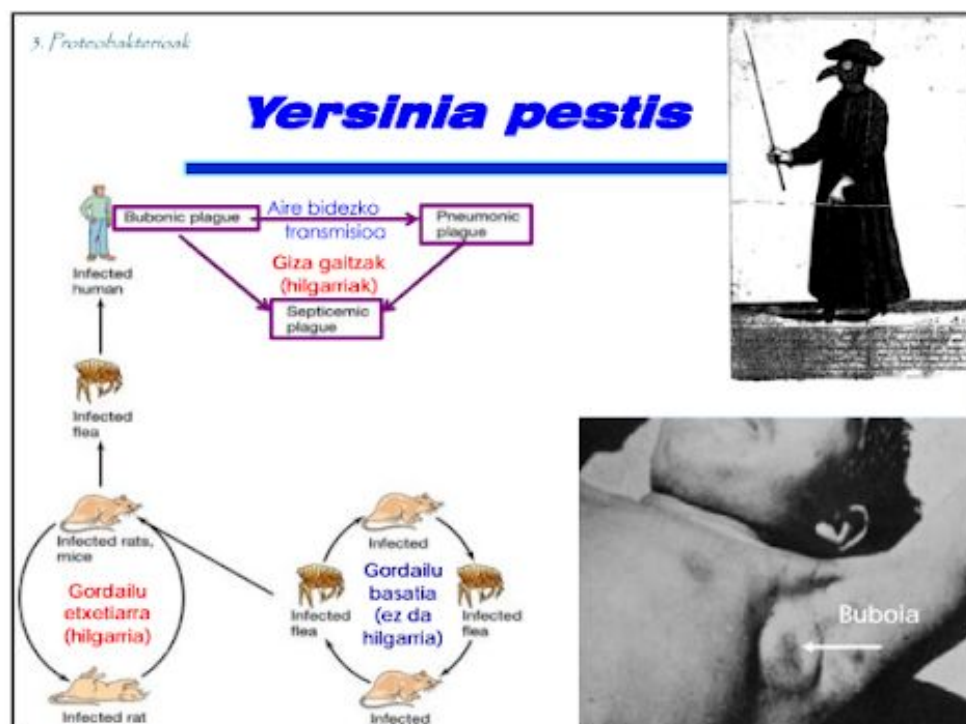 3. Proteobakterioak
Yersinia pestis
Bubonic plague
Aire bidezko
transmisioa
Pneumonic
plague
Giza gaitzak
(hilgarriak)
Septicemic
plague
Infected
human
Infected
flea
Infected rats,
mice
Gordailu
etxetiarra
(hilgarria)
Infected rat
Infected
Infected
flea
Gordailu
basatia
(ez da
hilgarria)
Infected
flea
Infected
Buboia